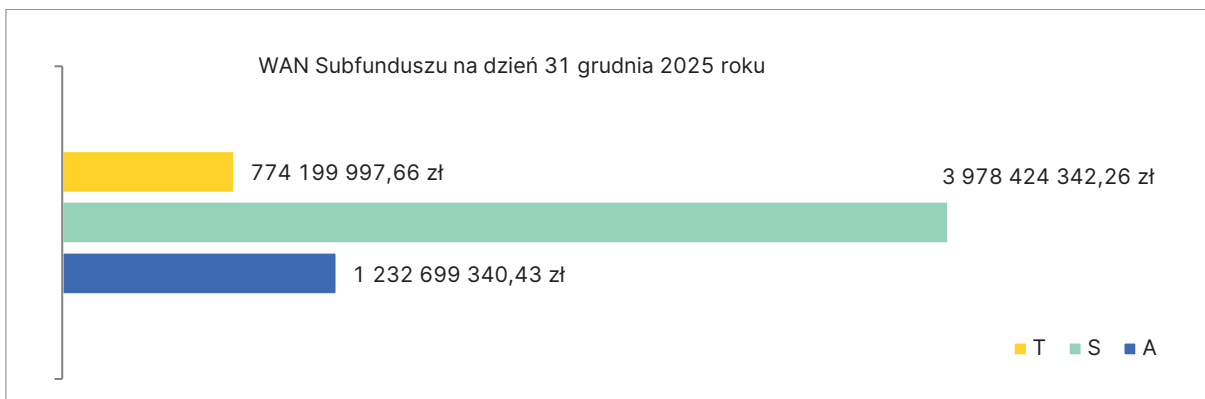 WAN Subfunduszu na dzień 31 grudnia 2025 roku
774 199 997,66 zł
3 978 424 342,26 zł
1 232 699 340,43 zł
T S A